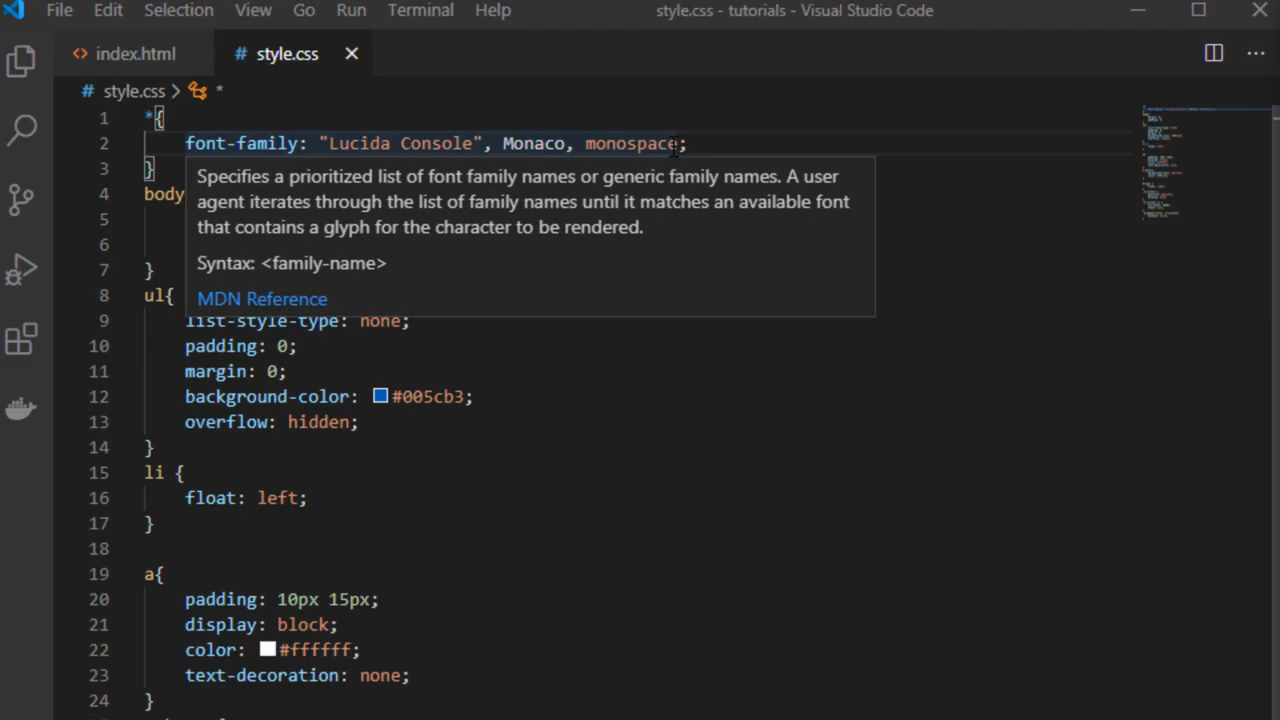 File Edit Selection View Go Run Terminal Help style.css - tutorials - Visual Studio Code
index.html # style.css
# style.css > *
1 *{
2 font-family: "Lucida Console", Monaco, monospace;
3 }
Specifies a prioritized list of font family names or generic family names. A user
agent iterates through the list of family names until it matches an available font
that contains a glyph for the character to be rendered.
Syntax: <family-name>
MDN Reference
4 body
5
6
7 }
8 ul{
9 list-style-type: none;
10 padding: 0;
11 margin: 0;
12 background-color: #005cb3;
13 overflow: hidden;
14 }
15 li {
16 float: left;
17 }
18
19 a{
20 padding: 10px 15px;
21 display: block;
22 color: #ffffff;
23 text-decoration: none;
24 }